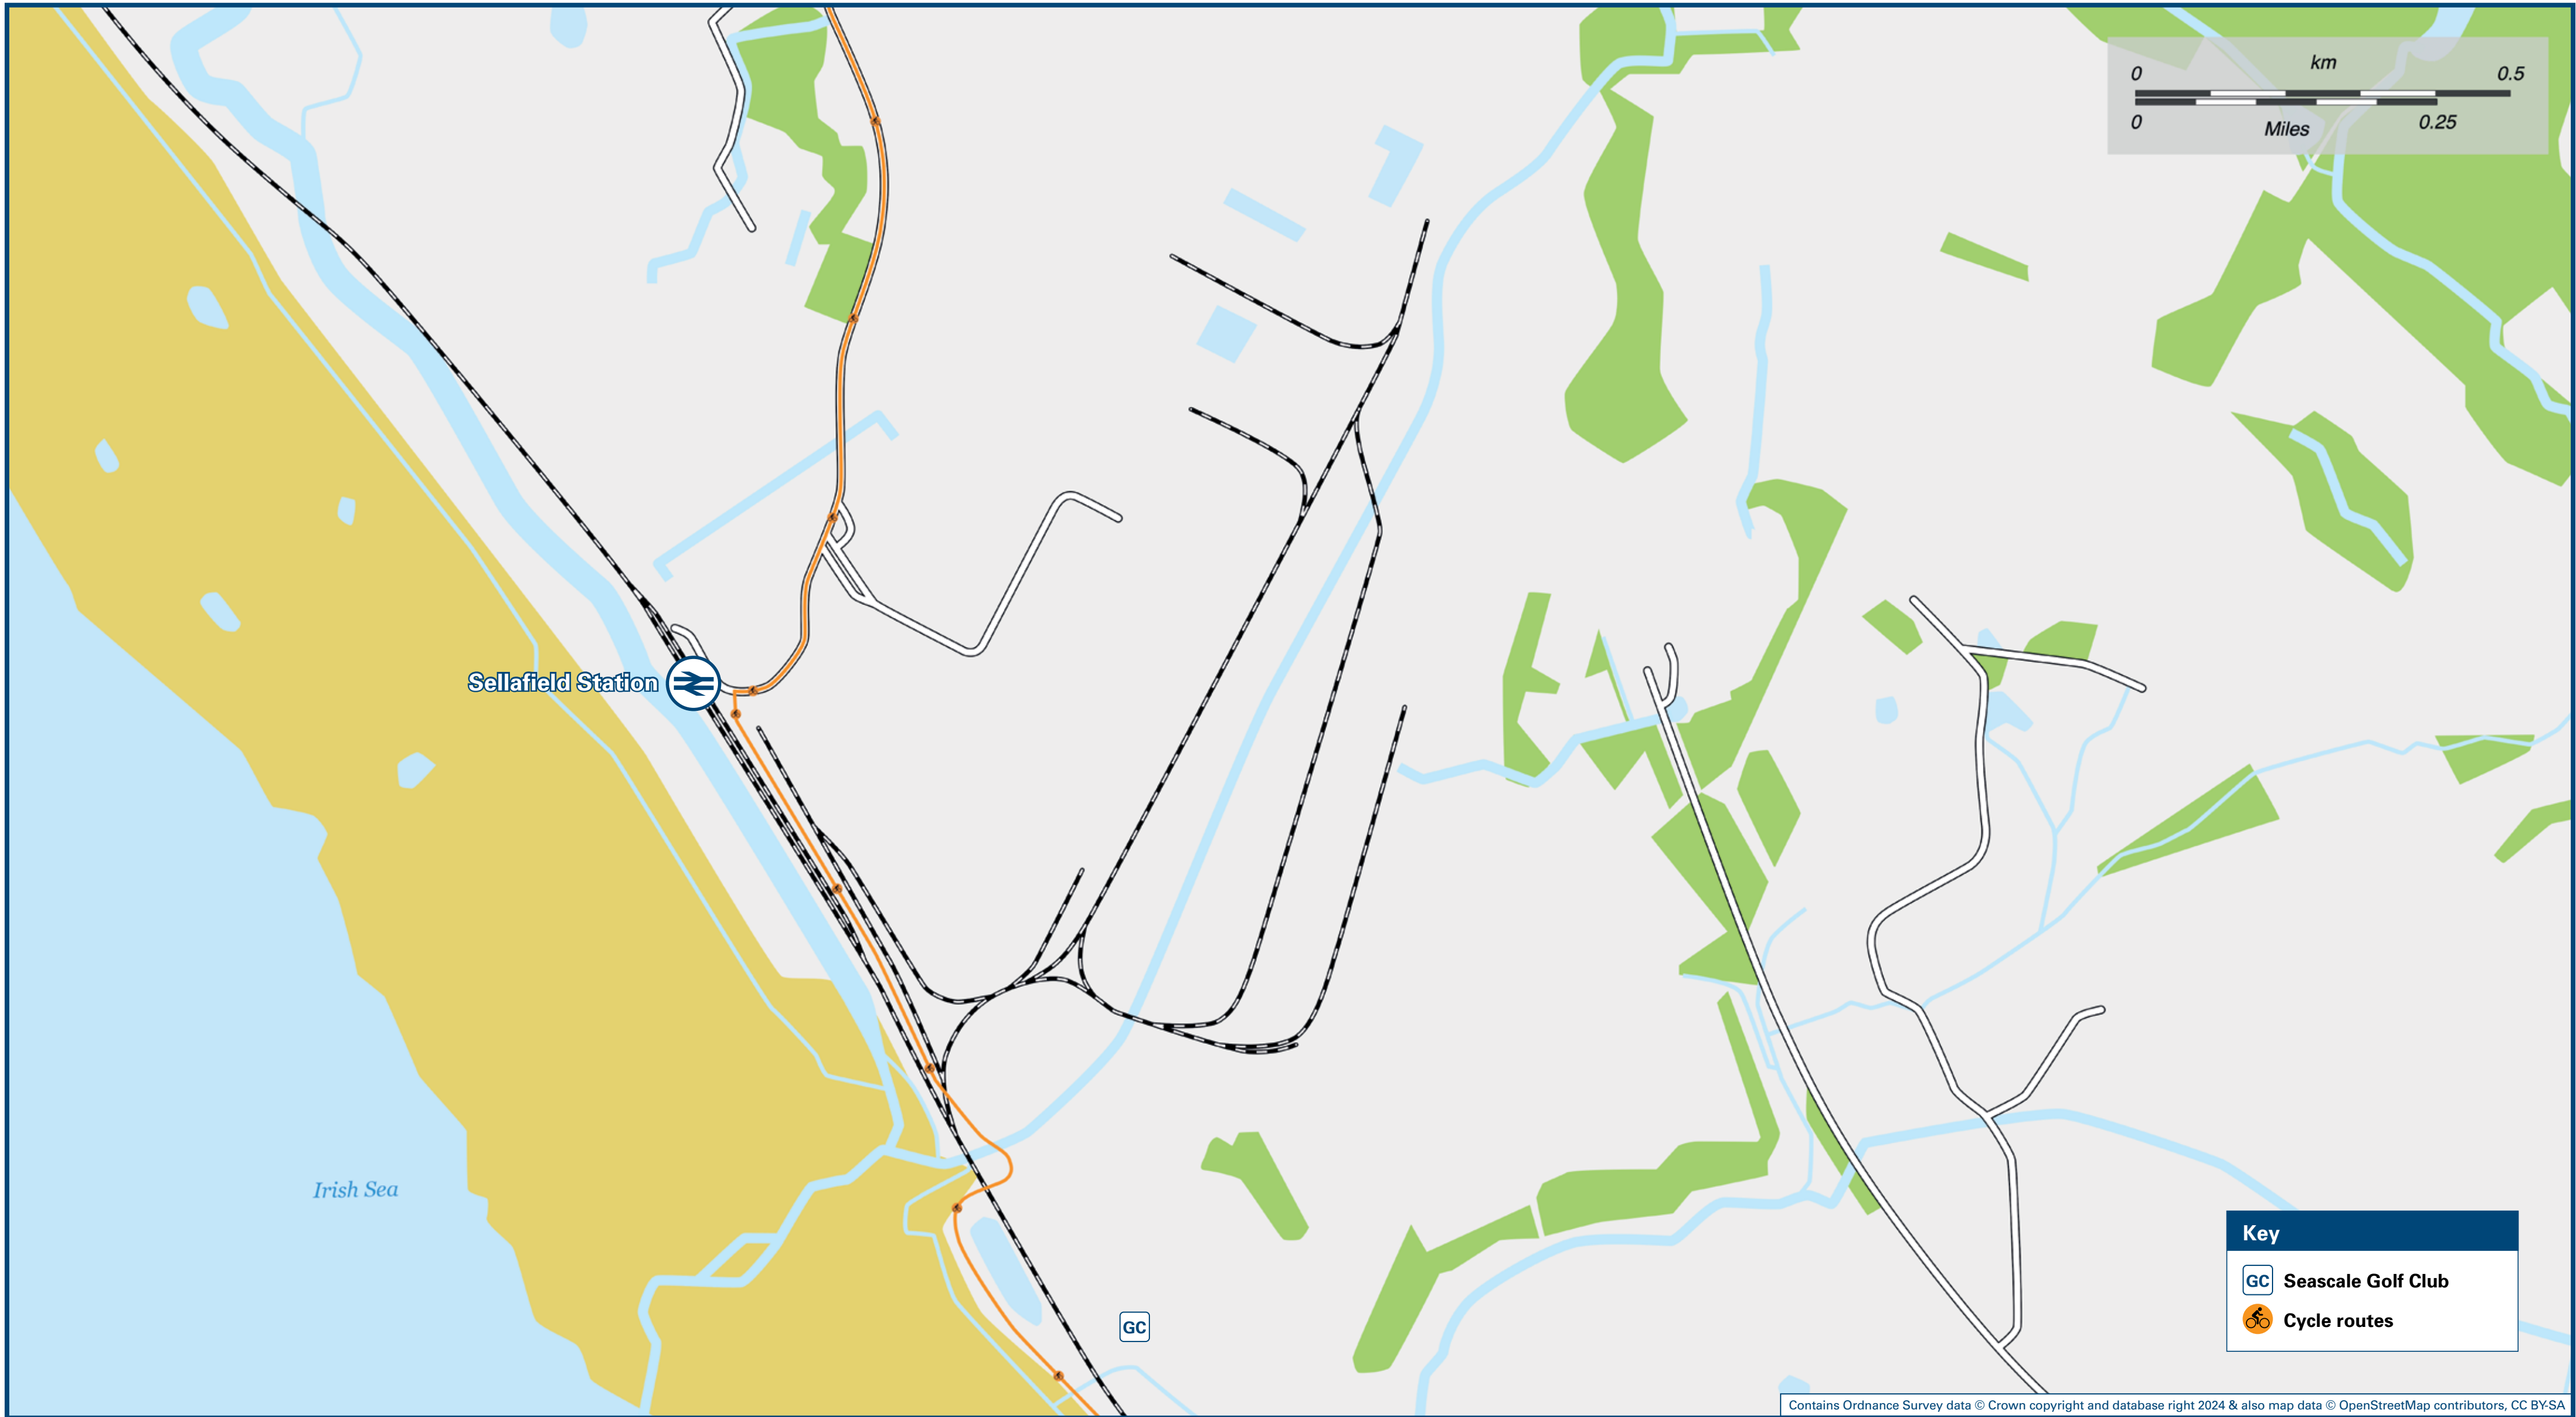 km
0 0.5
0 0.25
Miles
Sellafield Station
Irish Sea
GC
Key
GC Seascale Golf Club
Cycle routes
Contains Ordnance Survey data © Crown copyright and database right 2024 & also map data © OpenStreetMap contributors, CC BY-SA